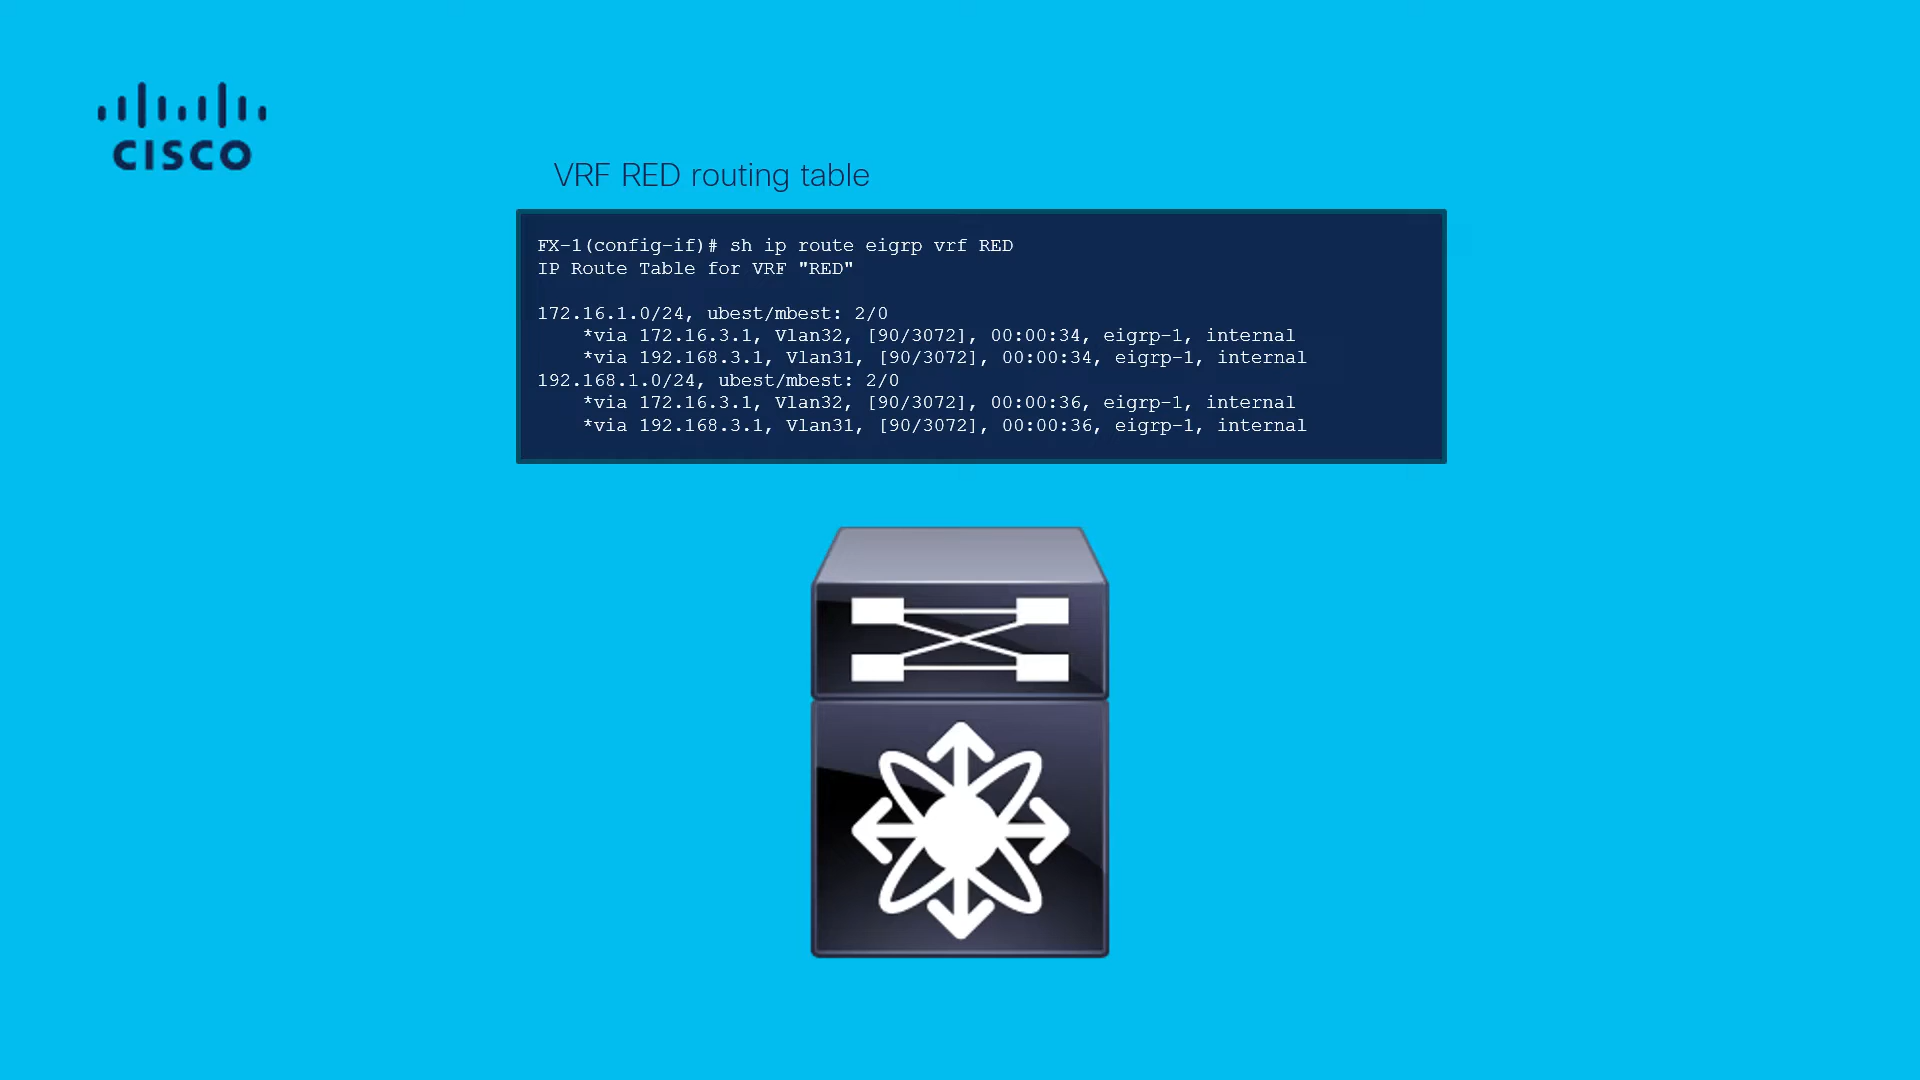 CISCO
VRF RED routing table
FX-1(config-if)# sh ip route eigrp vrf RED
IP Route Table for VRF "RED"
172.16.1.0/24, ubest/mbest: 2/0
*via 172.16.3.1, Vlan32, [90/3072], 00:00:34, eigrp-1, internal
*via 192.168.3.1, Vlan31, [90/3072], 00:00:34, eigrp-1, internal
192.168.1.0/24, ubest/mbest: 2/0
*via 172.16.3.1, Vlan32, [90/3072], 00:00:36, eigrp-1, internal
*via 192.168.3.1, Vlan31, [90/3072], 00:00:36, eigrp-1, internal